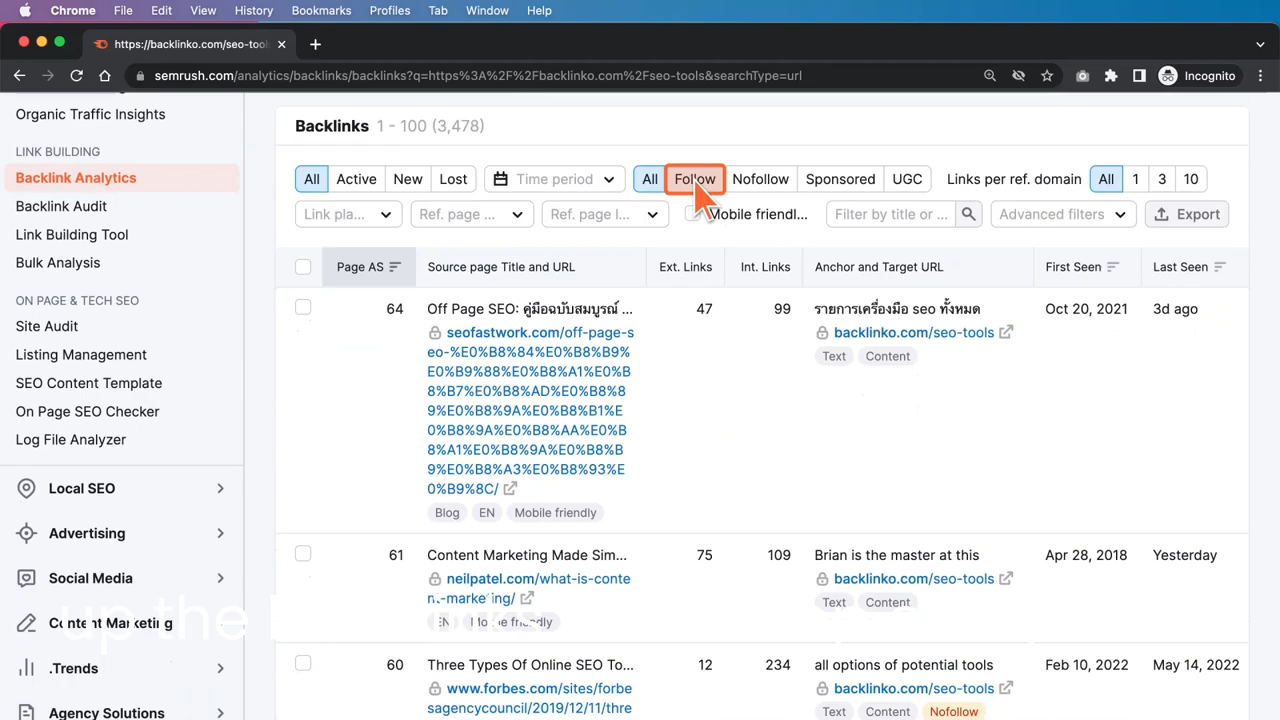 Chrome File Edit View History Bookmarks Profiles Tab Window Help
https://backlinko.com/seo-tools
semrush.com/analytics/backlinks/backlinks?q=https%3A%2F%2Fbacklinko.com%2Fseo-tools&searchType=url Incognito
Organic Traffic Insights
LINK BUILDING
Backlink Analytics
Backlink Audit
Link Building Tool
Bulk Analysis
ON PAGE & TECH SEO
Site Audit
Listing Management
SEO Content Template
On Page SEO Checker
Log File Analyzer
Local SEO
Advertising
Social Media
Content Marketing
.Trends
Agency Solutions
Backlinks 1 - 100 (3,478)
All Active New Lost Time period All Follow Nofollow Sponsored UGC Links per ref. domain All 1 3 10
Link pla... Ref. page ... Ref. page l... Mobile friendl... Filter by title or ... Advanced filters Export
Page AS Source page Title and URL Ext. Links Int. Links Anchor and Target URL First Seen Last Seen
64 Off Page SEO: คู่มือฉบับสมบูรณ์ ... 47 99 รายการเครื่องมือ seo ทั้งหมด Oct 20, 2021 3d ago
seofastwork.com/off-page-s backlinko.com/seo-tools
eo-%E0%B8%84%E0%B8%B9% Text Content
E0%B9%88%E0%B8%A1%E0%B
8%B7%E0%B8%AD%E0%B8%8
9%E0%B8%9A%E0%B8%B1%E
0%B8%9A%E0%B8%AA%E0%B
8%A1%E0%B8%9A%E0%B8%B
9%E0%B8%A3%E0%B8%93%E
0%B9%8C/
Blog EN Mobile friendly
61 Content Marketing Made Sim... 75 109 Brian is the master at this Apr 28, 2018 Yesterday
neilpatel.com/what-is-conte backlinko.com/seo-tools
nt-marketing/ Text Content
EN Mobile friendly
up the
60 Three Types Of Online SEO To... 12 234 all options of potential tools Feb 10, 2022 May 14, 2022
www.forbes.com/sites/forbe backlinko.com/seo-tools
sagencycouncil/2019/12/11/thre Text Content Nofollow